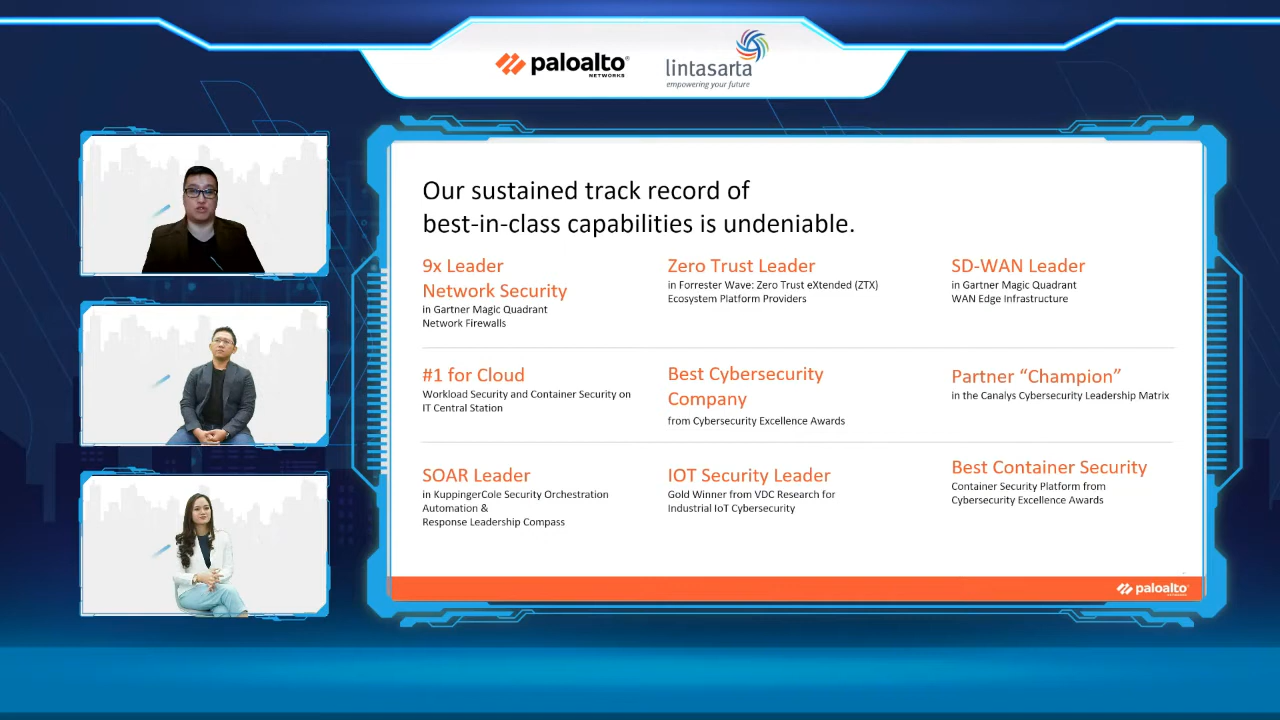 paloalto
NETWORKS
lintasarta
empowering your future
Our sustained track record of
best-in-class capabilities is undeniable.
9x Leader
Network Security
in Gartner Magic Quadrant
Network Firewalls
Zero Trust Leader
in Forrester Wave: Zero Trust eXtended (ZTX)
Ecosystem Platform Providers
SD-WAN Leader
in Gartner Magic Quadrant
WAN Edge Infrastructure
#1 for Cloud
Workload Security and Container Security on
IT Central Station
Best Cybersecurity
Company
from Cybersecurity Excellence Awards
Partner “Champion”
in the Canalys Cybersecurity Leadership Matrix
SOAR Leader
in KuppingerCole Security Orchestration
Automation &
Response Leadership Compass
IOT Security Leader
Gold Winner from VDC Research for
Industrial IoT Cybersecurity
Best Container Security
Container Security Platform from
Cybersecurity Excellence Awards
paloalto
NETWORKS